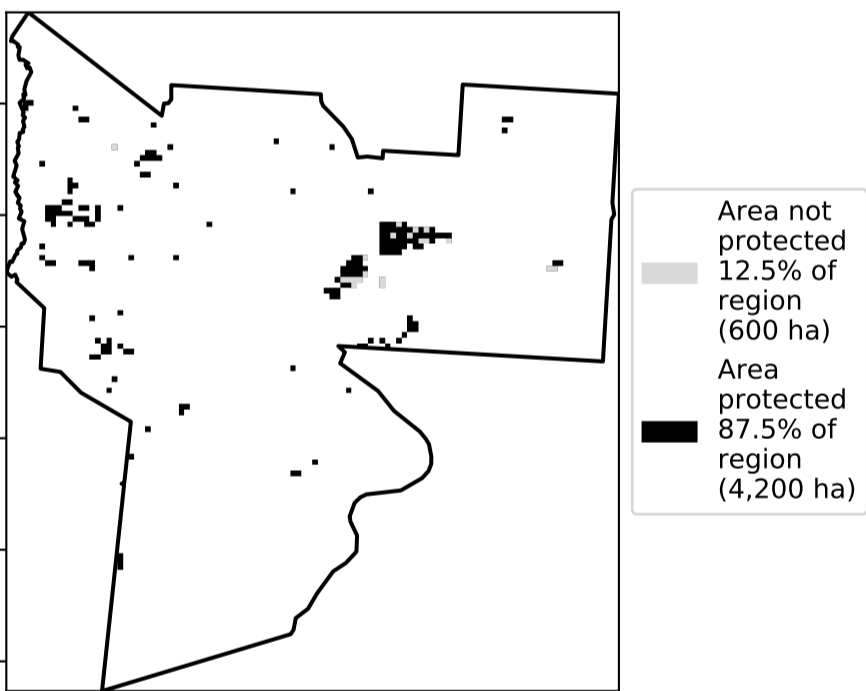 Area not
protected
12.5% of
region
(600 ha)
Area
protected
87.5% of
region
(4,200 ha)